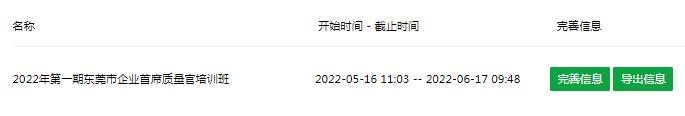 名称 开始时间 - 截止时间 完善信息
2022年第一期东莞市企业首席质量官培训班 2022-05-16 11:03 -- 2022-06-17 09:48 完善信息 导出信息